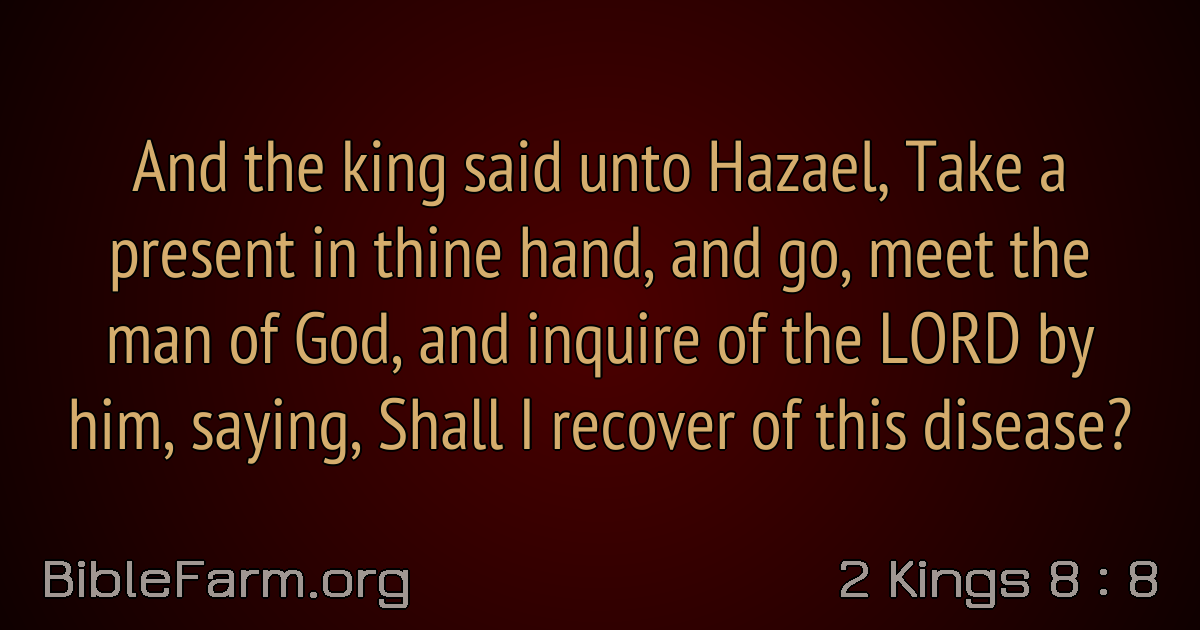 And the king said unto Hazael, Take a
present in thine hand, and go, meet the
man of God, and inquire of the LORD by
him, saying, Shall I recover of this disease?
BibleFarm.org
2 Kings 8 : 8